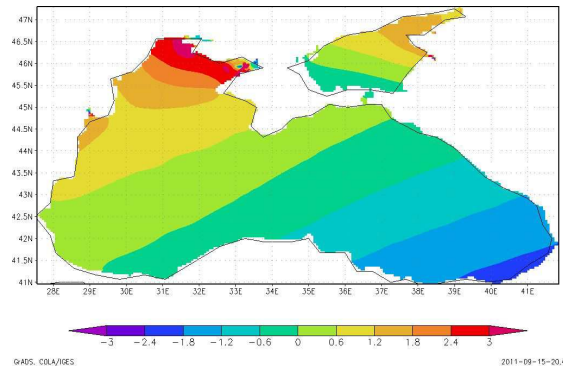 47N
46.5N
46N
45.5N
45N
44.5N
44N
43.5N
43N
42.5N
42N
41.5N
41N
28E 29E 30E 31E 32E 33E 34E 35E 36E 37E 38E 39E 40E 41E
-3 -2.4 -1.8 -1.2 -0.6 0 0.6 1.2 1.8 2.4 3
GrADS: COLA/IGES 2011-09-15-20: